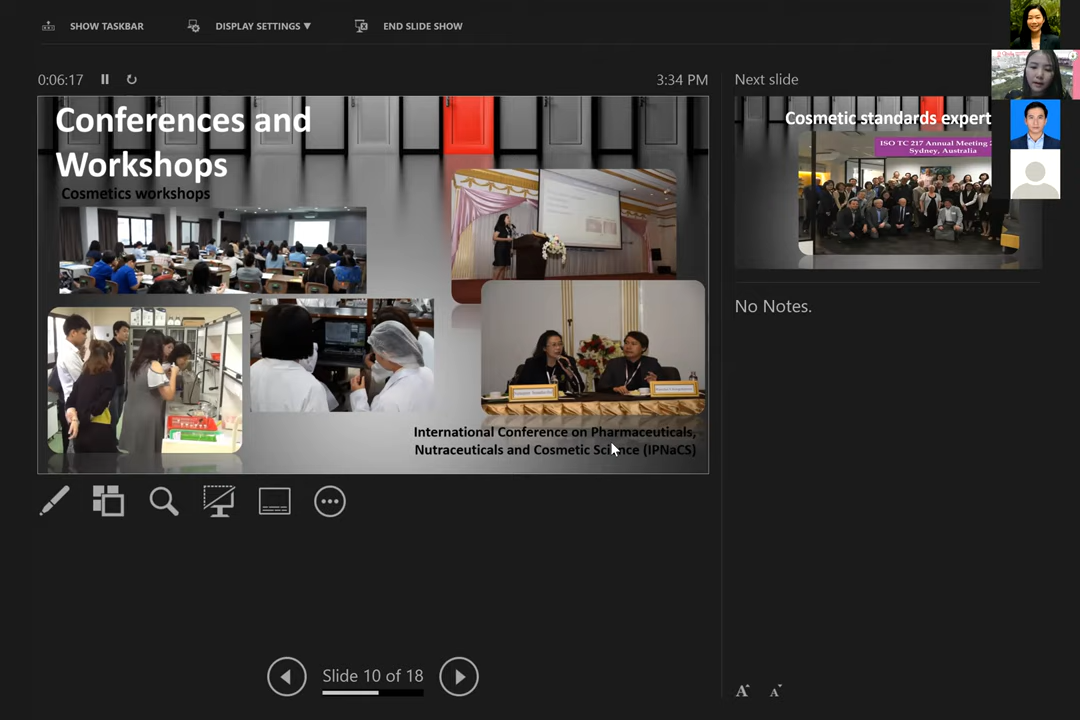 SHOW TASKBAR
DISPLAY SETTINGS ▼
END SLIDE SHOW
0:06:17
3:34 PM
Next slide
Conferences and
Workshops
Cosmetics workshops
International Conference on Pharmaceuticals,
Nutraceuticals and Cosmetic Science (IPNaCS)
Cosmetic standards expert
ISO TC 217 Annual Meeting 2
Sydney, Australia
No Notes.
Slide 10 of 18
A A